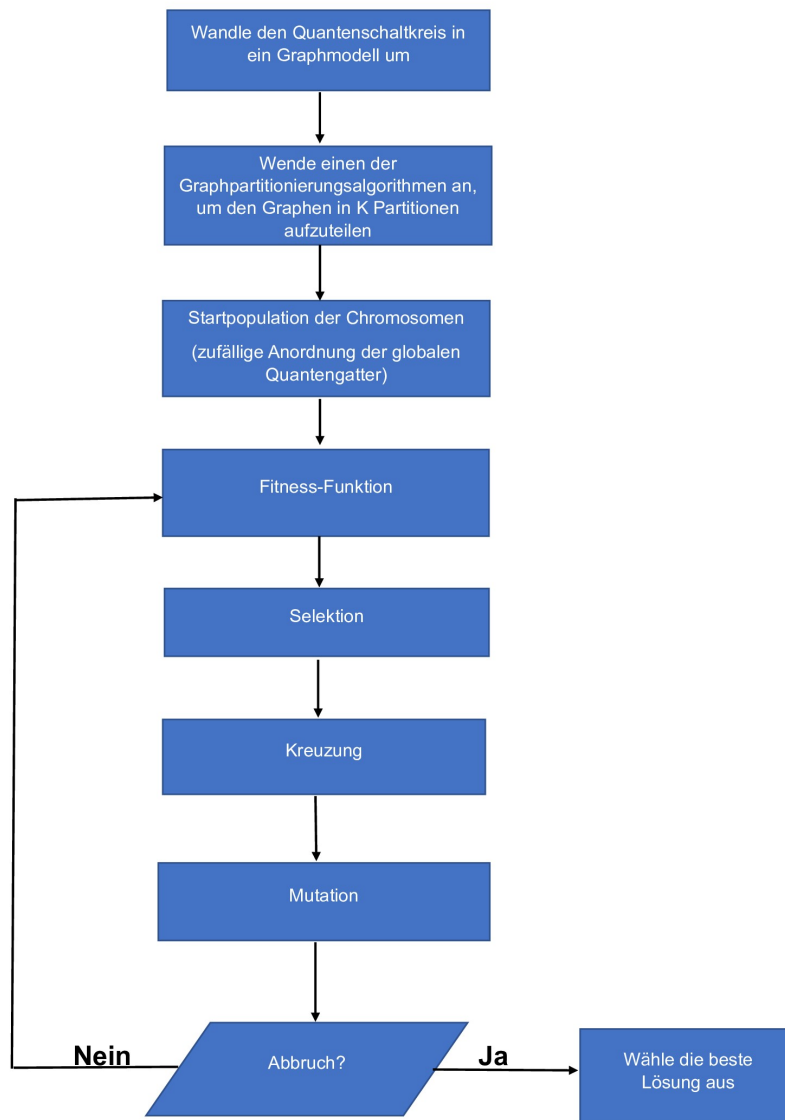 Wandle den Quantenschaltkreis in
ein Graphmodell um
Wende einen der
Graphpartitionierungsalgorithmen an,
um den Graphen in K Partitionen
aufzuteilen
Startpopulation der Chromosomen
(zufällige Anordnung der globalen
Quantengatter)
Fitness-Funktion
Selektion
Kreuzung
Mutation
Abbruch?
Nein
Ja
Wähle die beste
Lösung aus